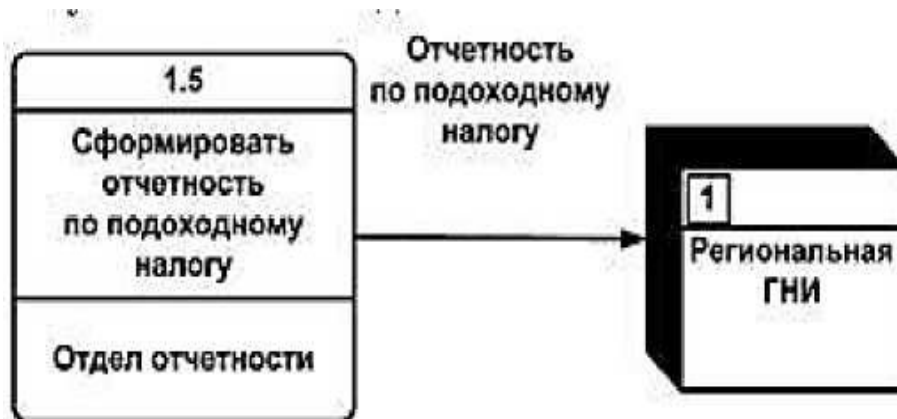 1.5
Сформировать
отчетность
по подоходному
налогу
Отдел отчетности
Отчетность
по подоходному
налогу
1
Региональная
ГНИ